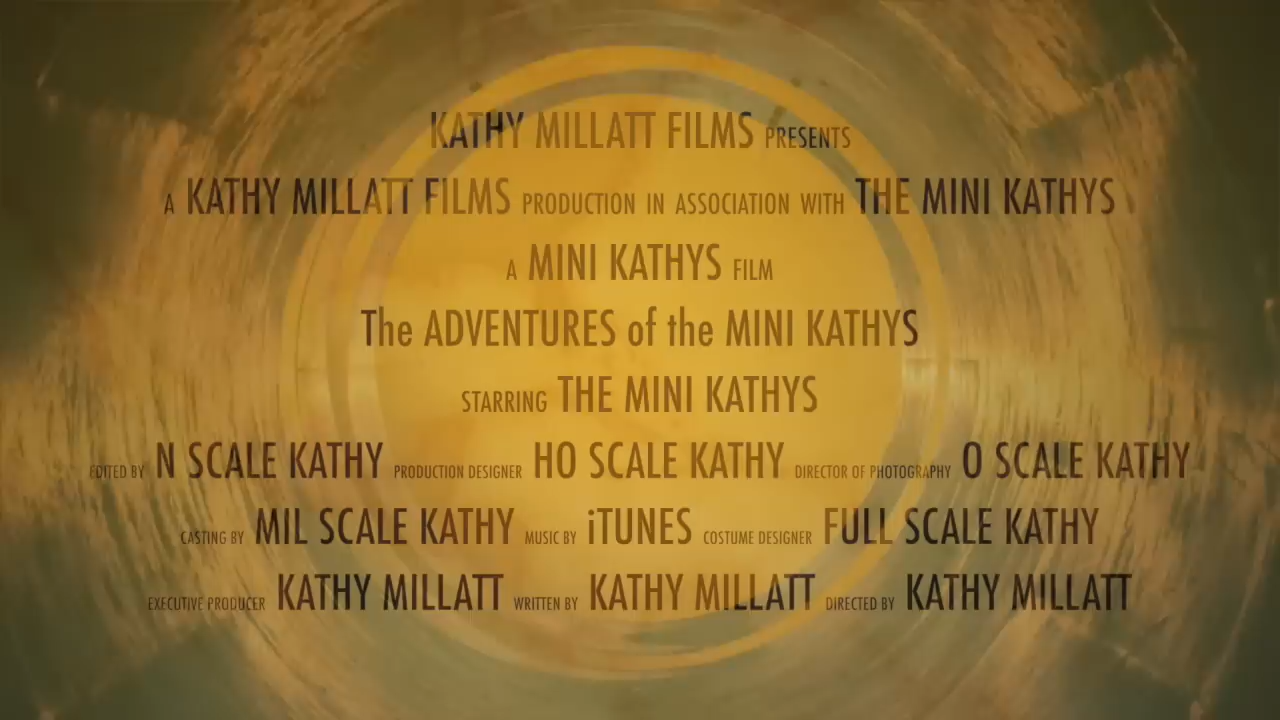 KATHY MILLATT FILMS PRESENTS
A KATHY MILLATT FILMS PRODUCTION IN ASSOCIATION WITH THE MINI KATHYS
A MINI KATHYS FILM
The ADVENTURES of the MINI KATHYS
STARRING THE MINI KATHYS
EDITED BY N SCALE KATHY PRODUCTION DESIGNER HO SCALE KATHY DIRECTOR OF PHOTOGRAPHY O SCALE KATHY
CASTING BY MIL SCALE KATHY MUSIC BY iTUNES COSTUME DESIGNER FULL SCALE KATHY
EXECUTIVE PRODUCER KATHY MILLATT WRITTEN BY KATHY MILLATT DIRECTED BY KATHY MILLATT